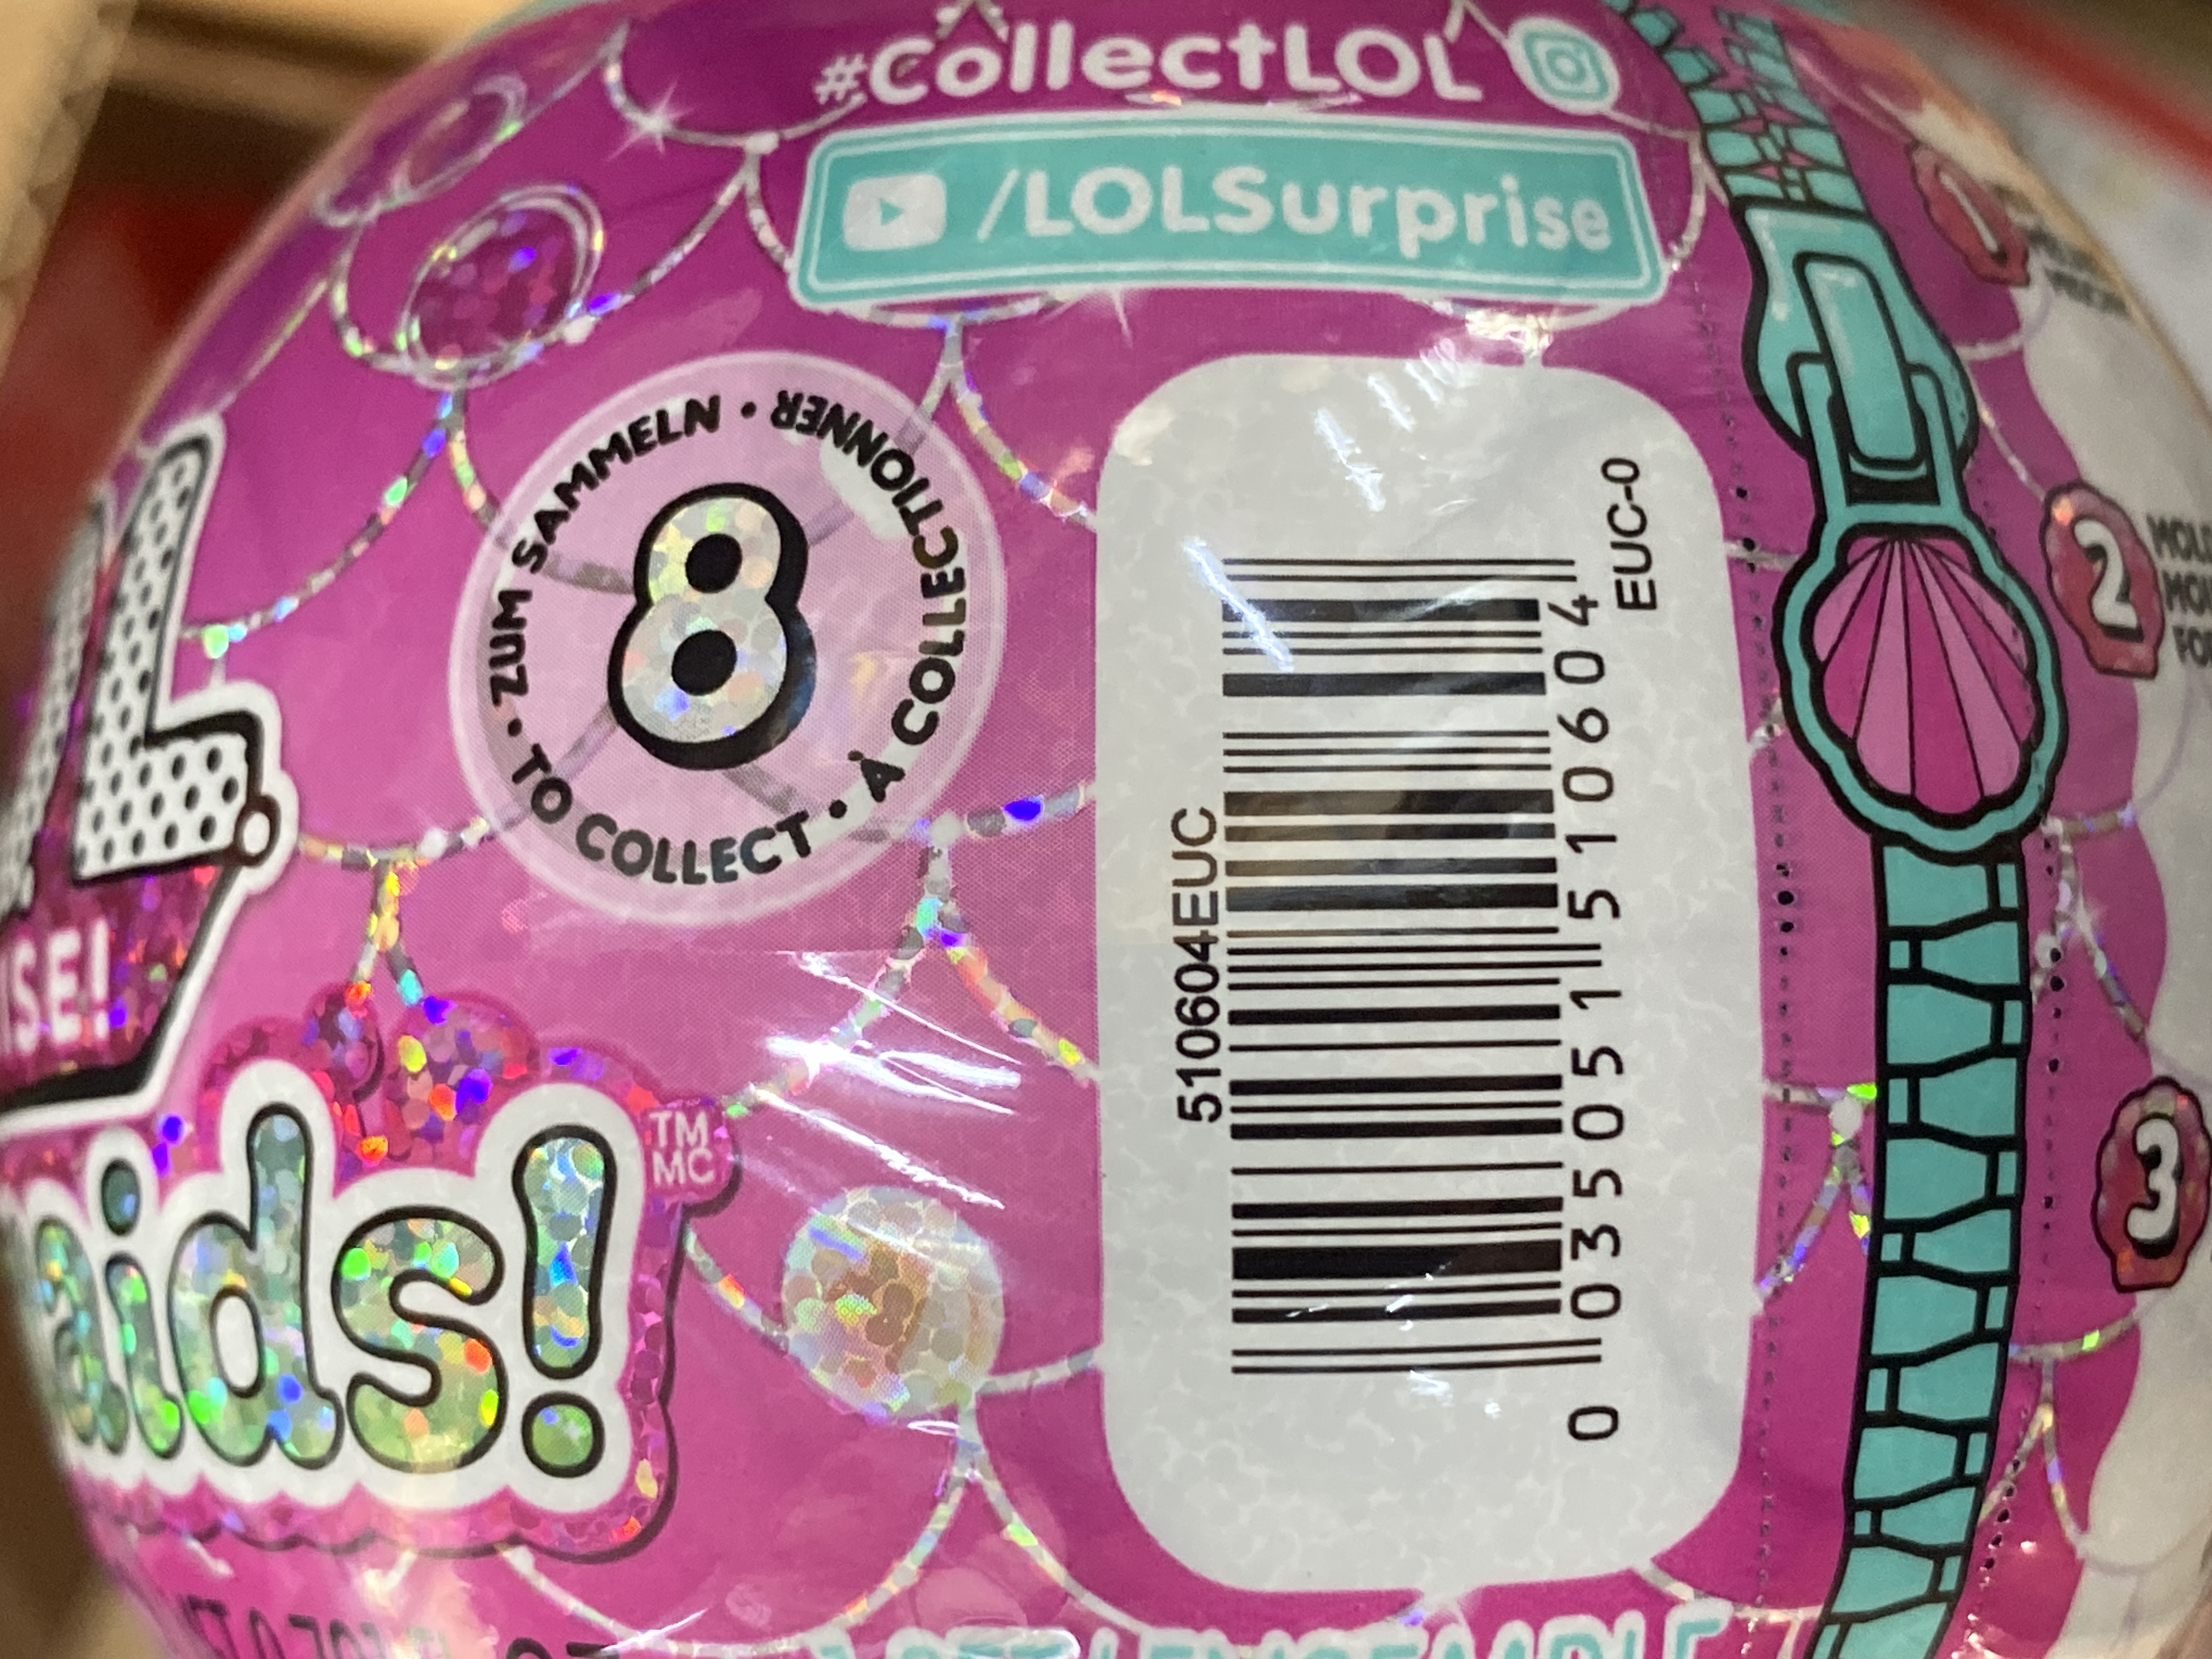 #CollectLOL
/LOLSurprise
8
ZUM SAMMELN • À COLLECTIONNER • TO COLLECT •
L
ISE!
aids!
TM
MC
510604EUC
0 035051 510604
EUC-0
1
2
3